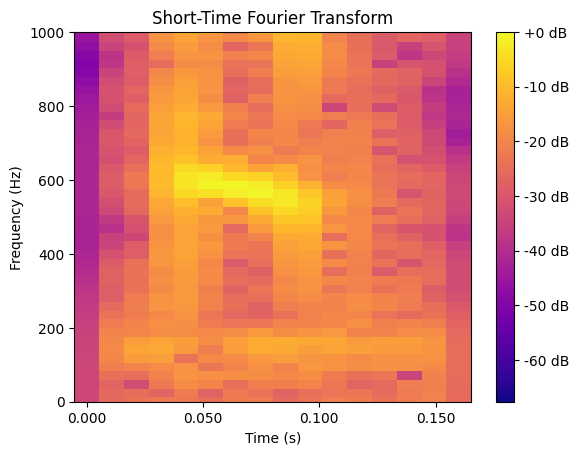 Short-Time Fourier Transform
1000
800
600
400
200
0
Frequency (Hz)
0.000
0.050
0.100
0.150
Time (s)
+0 dB
-10 dB
-20 dB
-30 dB
-40 dB
-50 dB
-60 dB